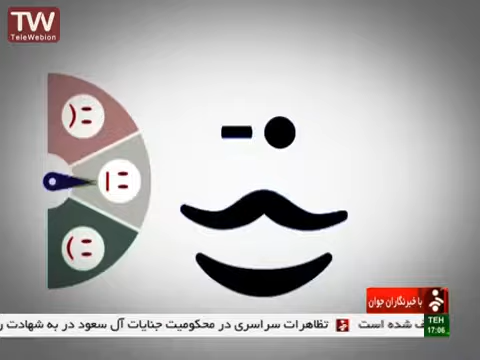 TW
TeleWebion
با خبرنگاران جوان
TEH
17:06
شده است
تظاهرات سراسری در محکومیت جنایات آل سعود در به شهادت